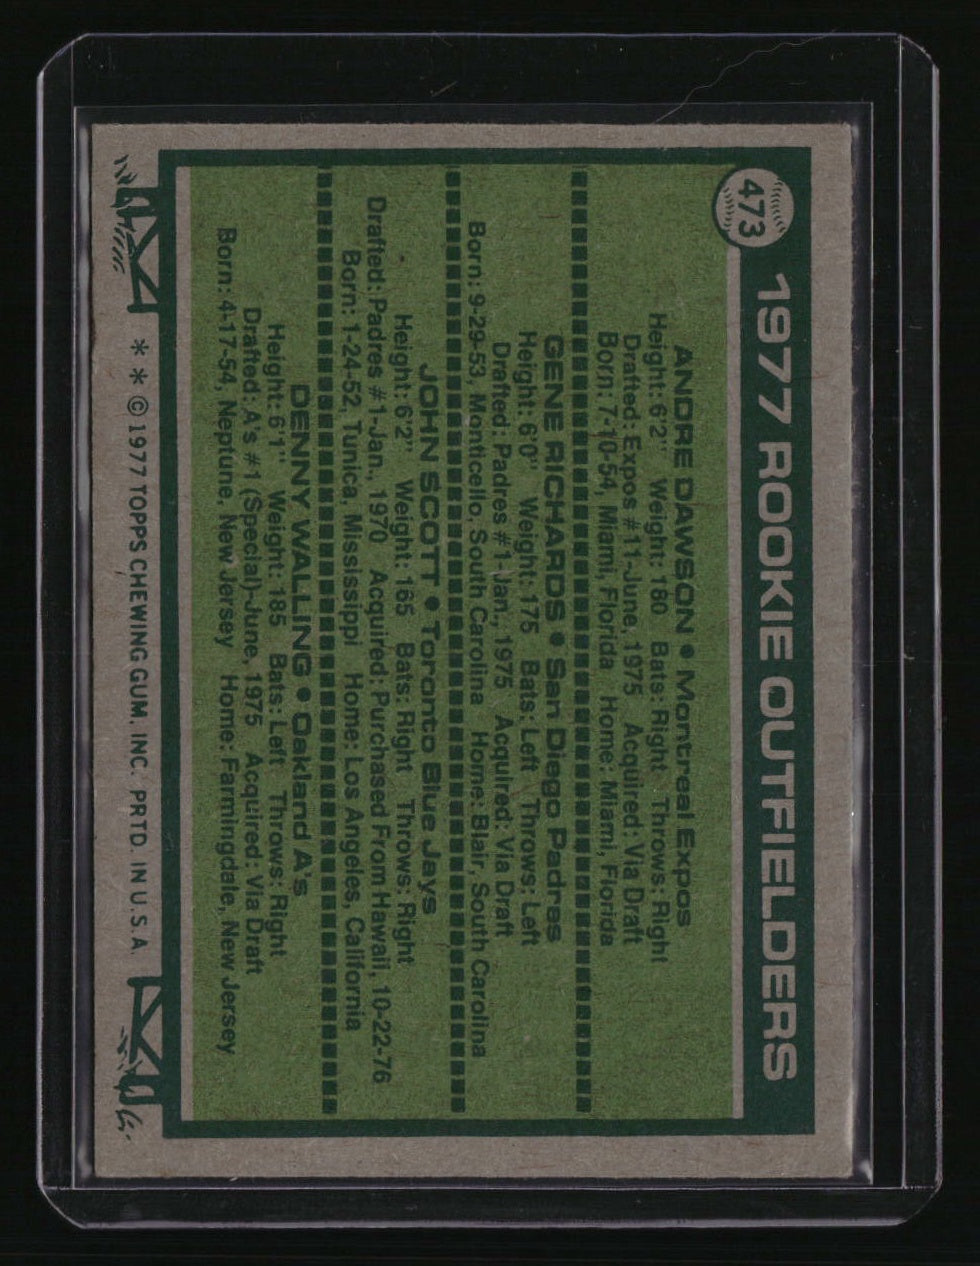 473
1977 ROOKIE OUTFIELDERS
ANDRE DAWSON • Montreal Expos
Height: 6'2" Weight: 180 Bats: Right Throws: Right
Drafted: Expos #11-June, 1975 Acquired: Via Draft
Born: 7-10-54, Miami, Florida Home: Miami, Florida
GENE RICHARDS • San Diego Padres
Height: 6'0" Weight: 175 Bats: Left Throws: Left
Drafted: Padres #1-Jan., 1975 Acquired: Via Draft
Born: 9-29-53, Monticello, South Carolina Home: Blair, South Carolina
JOHN SCOTT • Toronto Blue Jays
Height: 6'2" Weight: 165 Bats: Right Throws: Right
Drafted: Padres #1-Jan., 1970 Acquired: Purchased From Hawaii, 10-22-76
Born: 1-24-52, Tunica, Mississippi Home: Los Angeles, California
DENNY WALLING • Oakland A's
Height: 6'1" Weight: 185 Bats: Left Throws: Right
Drafted: A's #1 (Special)-June, 1975 Acquired: Via Draft
Born: 4-17-54, Neptune, New Jersey Home: Farmingdale, New Jersey
* * © 1977 TOPPS CHEWING GUM, INC. PRTD. IN U.S.A.